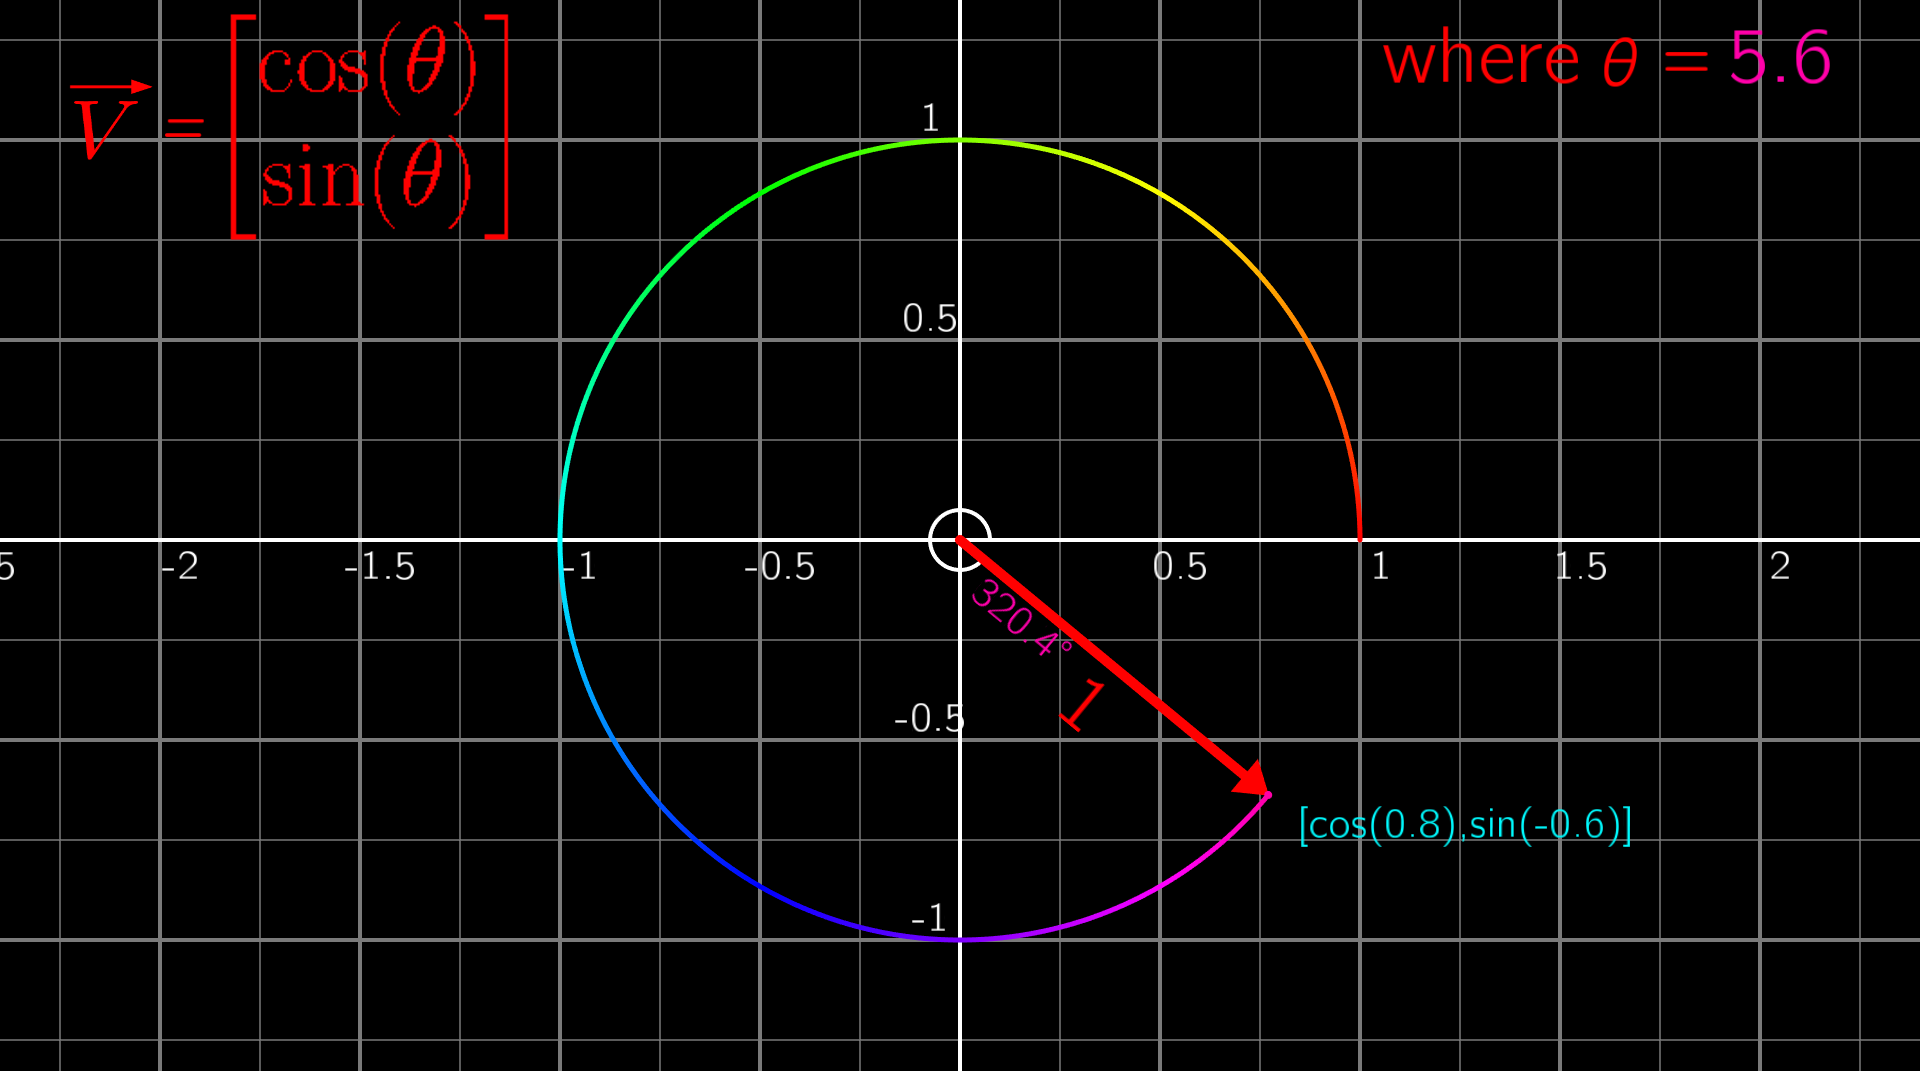 V = [cos(θ)
sin(θ)]
where θ = 5.6
1
0.5
5 -2 -1.5 -1 -0.5 0.5 1 1.5 2
320.4°
1
-0.5
[cos(0.8),sin(-0.6)]
-1